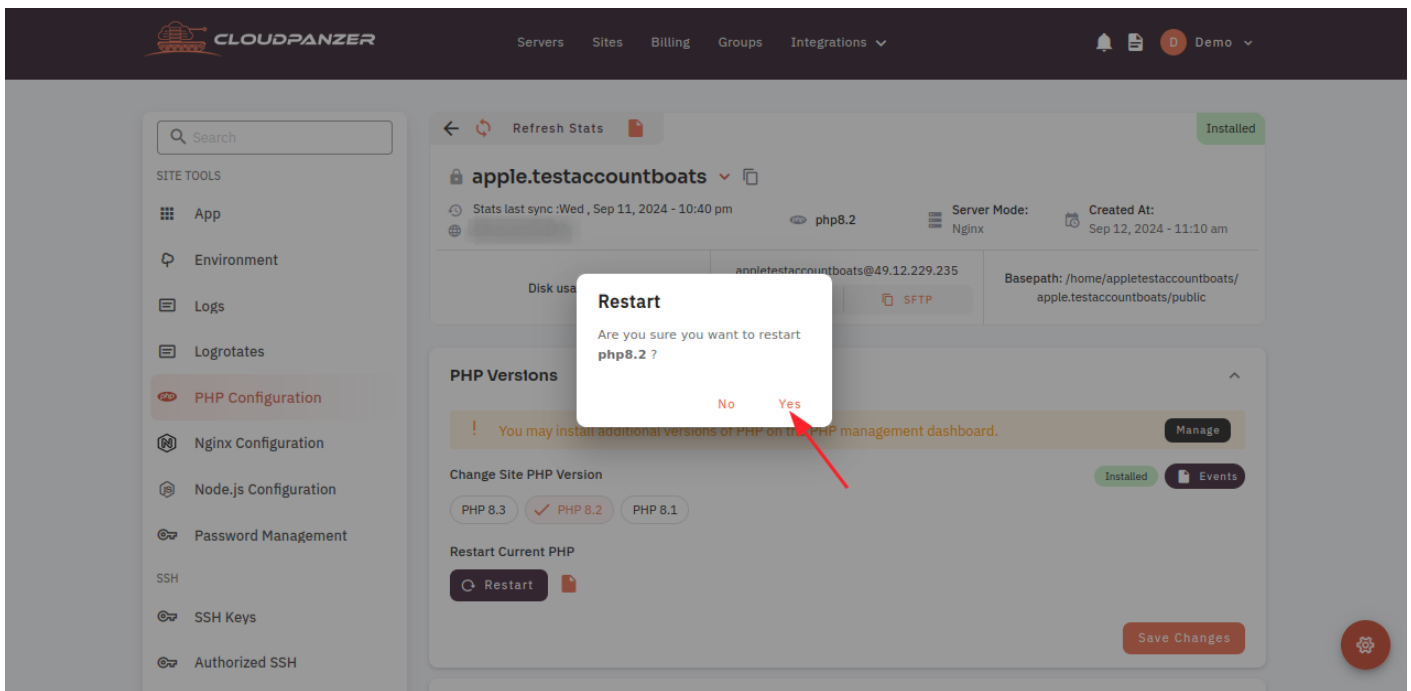 CLOUDPANZER
Servers Sites Billing Groups Integrations
D Demo
Search
SITE TOOLS
App
Environment
Logs
Logrotates
php PHP Configuration
N Nginx Configuration
JS Node.js Configuration
Password Management
SSH
SSH Keys
Authorized SSH
Refresh Stats
Installed
apple.testaccountboats
Stats last sync :Wed , Sep 11, 2024 - 10:40 pm
php php8.2
Server Mode:
Nginx
Created At:
Sep 12, 2024 - 11:10 am
Disk usa
appletestaccountboats@49.12.229.235
SFTP
Basepath: /home/appletestaccountboats/
apple.testaccountboats/public
Restart
Are you sure you want to restart
php8.2 ?
No Yes
PHP Versions
! You may install additional versions of PHP on the PHP management dashboard.
Manage
Change Site PHP Version
Installed
Events
PHP 8.3 PHP 8.2 PHP 8.1
Restart Current PHP
Restart
Save Changes